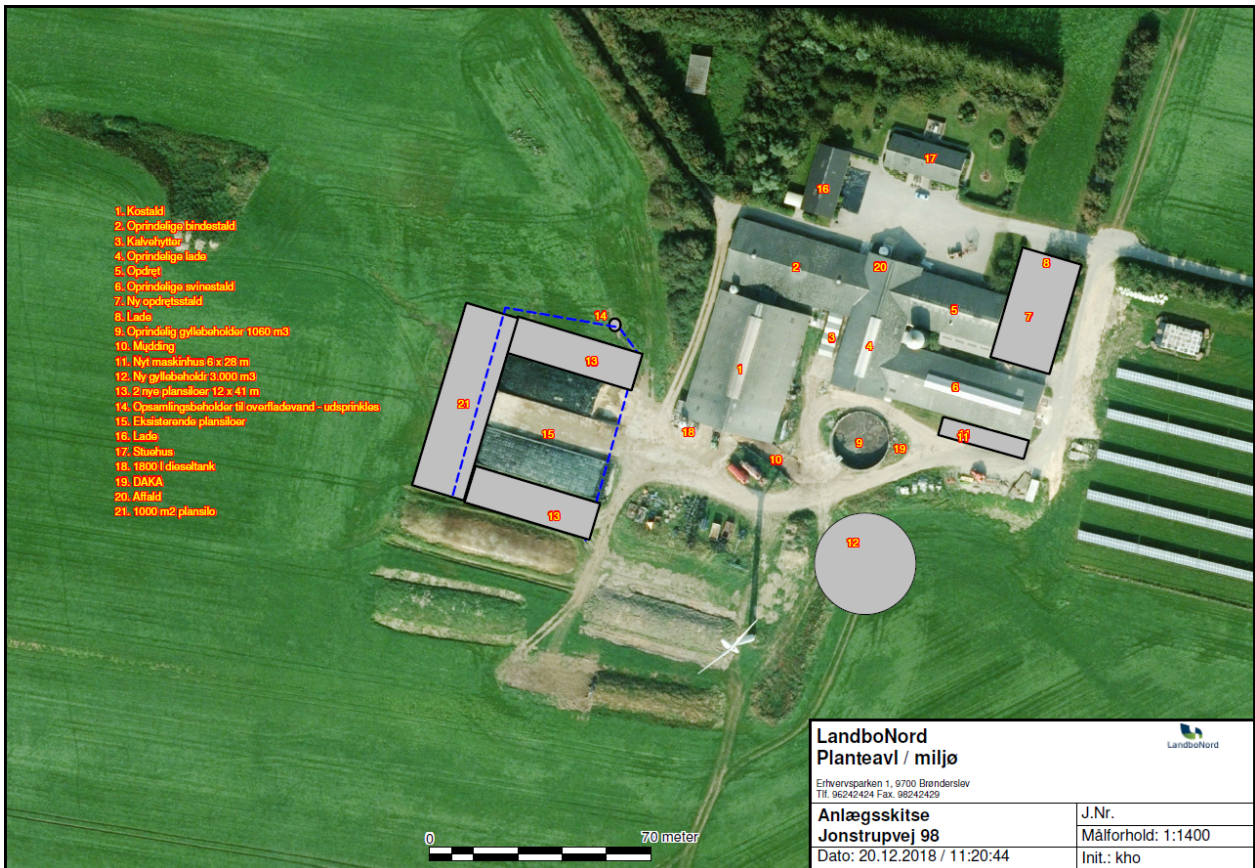 1. Kostald
2. Oprindelige bindestald
3. Kalvehytter
4. Oprindelige lade
5. Opdræt
6. Oprindelige svinestald
7. Ny opdrætsstald
8. Lade
9. Oprindelig gyllebeholder 1060 m3
10. Mødding
11. Nyt maskinhus 6 x 28 m
12. Ny gyllebeholdr 3.000 m3
13. 2 nye plansiloer 12 x 41 m
14. Opsamlingsbeholder til overfladevand - udsprinkles
15. Eksisterende plansiloer
16. Lade
17. Stuehus
18. 1800 l dieseltank
19. DAKA
20. Affald
21. 1000 m2 plansilo
17
16
8
2
20
5
7
14
3
13
1
4
6
21
15
18
11
11
9
19
10
13
12
0 70 meter
LandboNord
Planteavl / miljø
LandboNord
Erhvervsparken 1, 9700 Brønderslev
Tlf. 96242424 Fax. 98242429
Anlægsskitse
Jonstrupvej 98
J.Nr.
Målforhold: 1:1400
Dato: 20.12.2018 / 11:20:44
Init.: kho